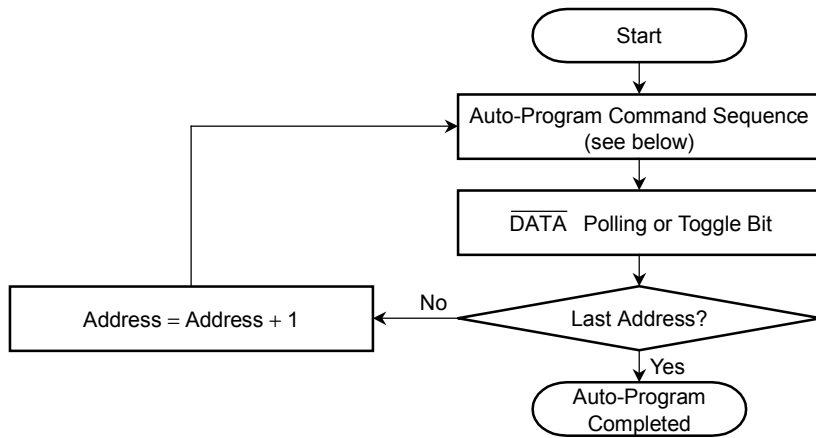 Start
Auto-Program Command Sequence
(see below)
DATA Polling or Toggle Bit
Address = Address + 1
No
Last Address?
Yes
Auto-Program
Completed